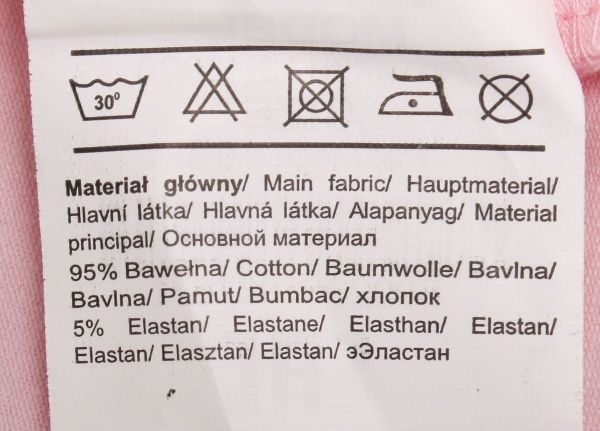 30°
Materiał główny/ Main fabric/ Hauptmaterial/
Hlavní látka/ Hlavná látka/ Alapanyag/ Material
principal/ Основной материал
95% Bawełna/ Cotton/ Baumwolle/ Bavlna/
Bavlna/ Pamut/ Bumbac/ хлопок
5% Elastan/ Elastane/ Elasthan/ Elastan/
Elastan/ Elasztán/ Elastan/ эЭластан